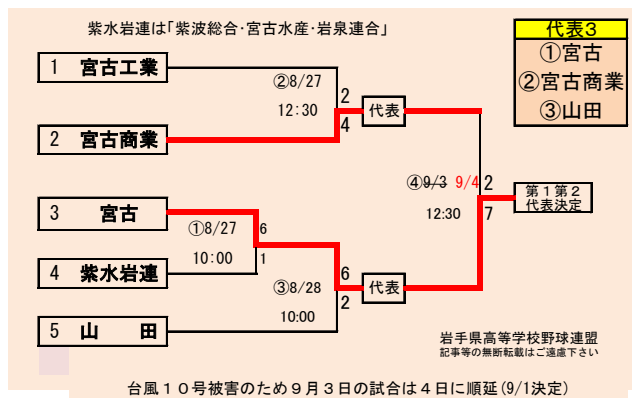 紫水岩連は「紫波総合･宮古水産･岩泉連合」
代表３
①宮古
②宮古商業
③山田
1 宮古工業
②8/27
12:30
2
代表
4
2 宮古商業
④9/3 9/4
2
12:30
7
第１第２
代表決定
3 宮古
①8/27
6
10:00
1
4 紫水岩連
③8/28
6
代表
2
10:00
5 山 田
岩手県高等学校野球連盟
記事等の無断転載はご遠慮下さい
台風１０号被害のため９月３日の試合は４日に順延(9/1決定)